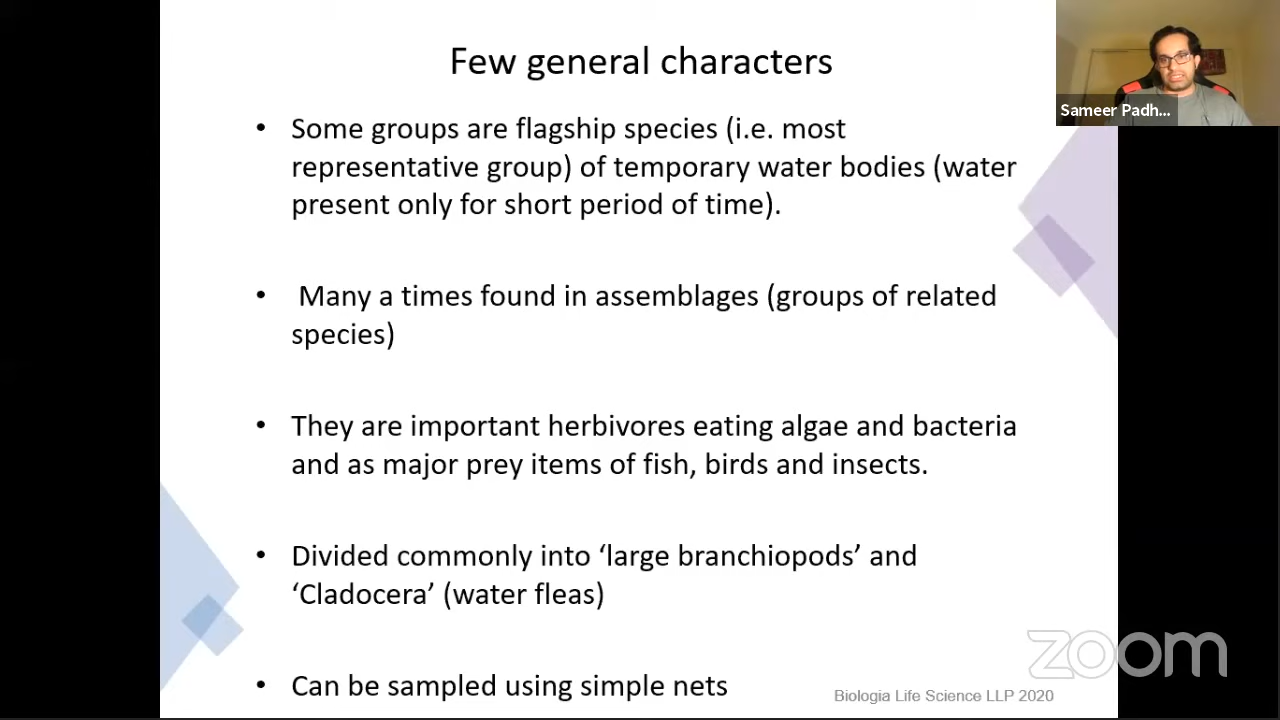 Few general characters
Sameer Padh...
• Some groups are flagship species (i.e. most
representative group) of temporary water bodies (water
present only for short period of time).
• Many a times found in assemblages (groups of related
species)
• They are important herbivores eating algae and bacteria
and as major prey items of fish, birds and insects.
• Divided commonly into ‘large branchiopods’ and
‘Cladocera’ (water fleas)
• Can be sampled using simple nets
zoom
Biologia Life Science LLP 2020